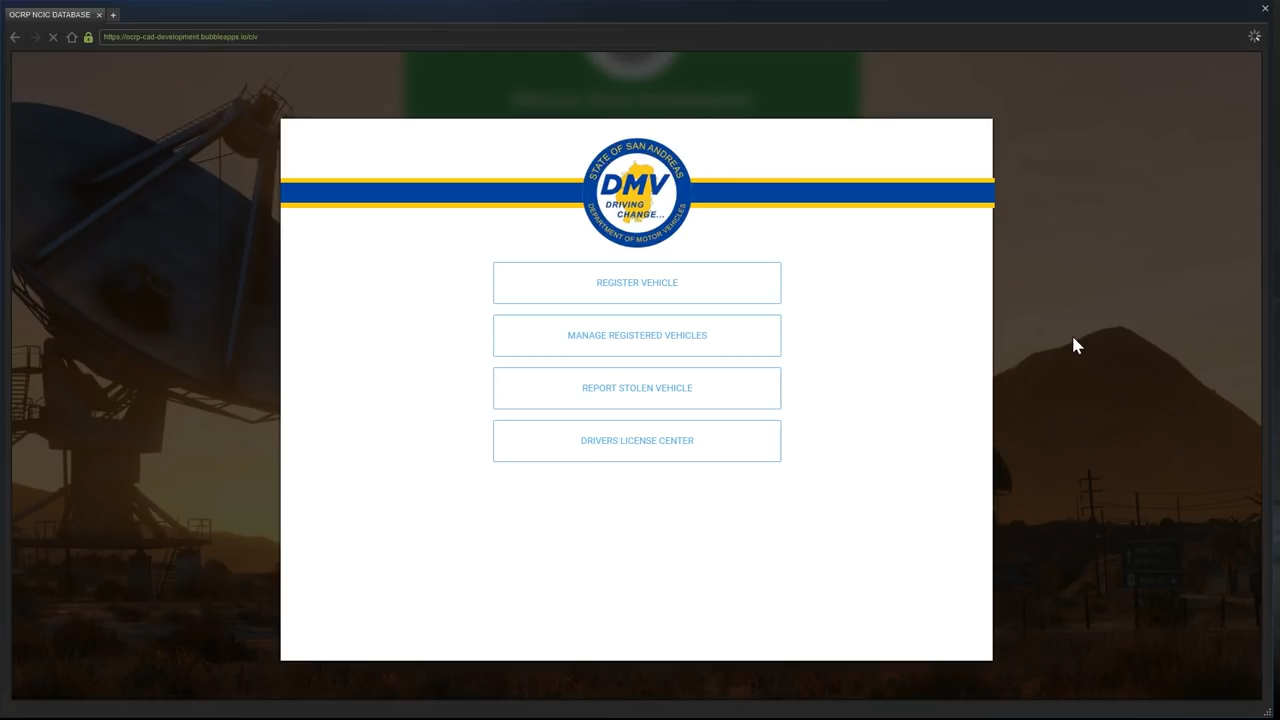 OCRP NCIC DATABASE
https://ocrp-cad-development.bubbleapps.io/civ
STATE OF SAN ANDREAS
DMV
DRIVING
CHANGE...
DEPARTMENT OF MOTOR VEHICLES
REGISTER VEHICLE
MANAGE REGISTERED VEHICLES
REPORT STOLEN VEHICLE
DRIVERS LICENSE CENTER